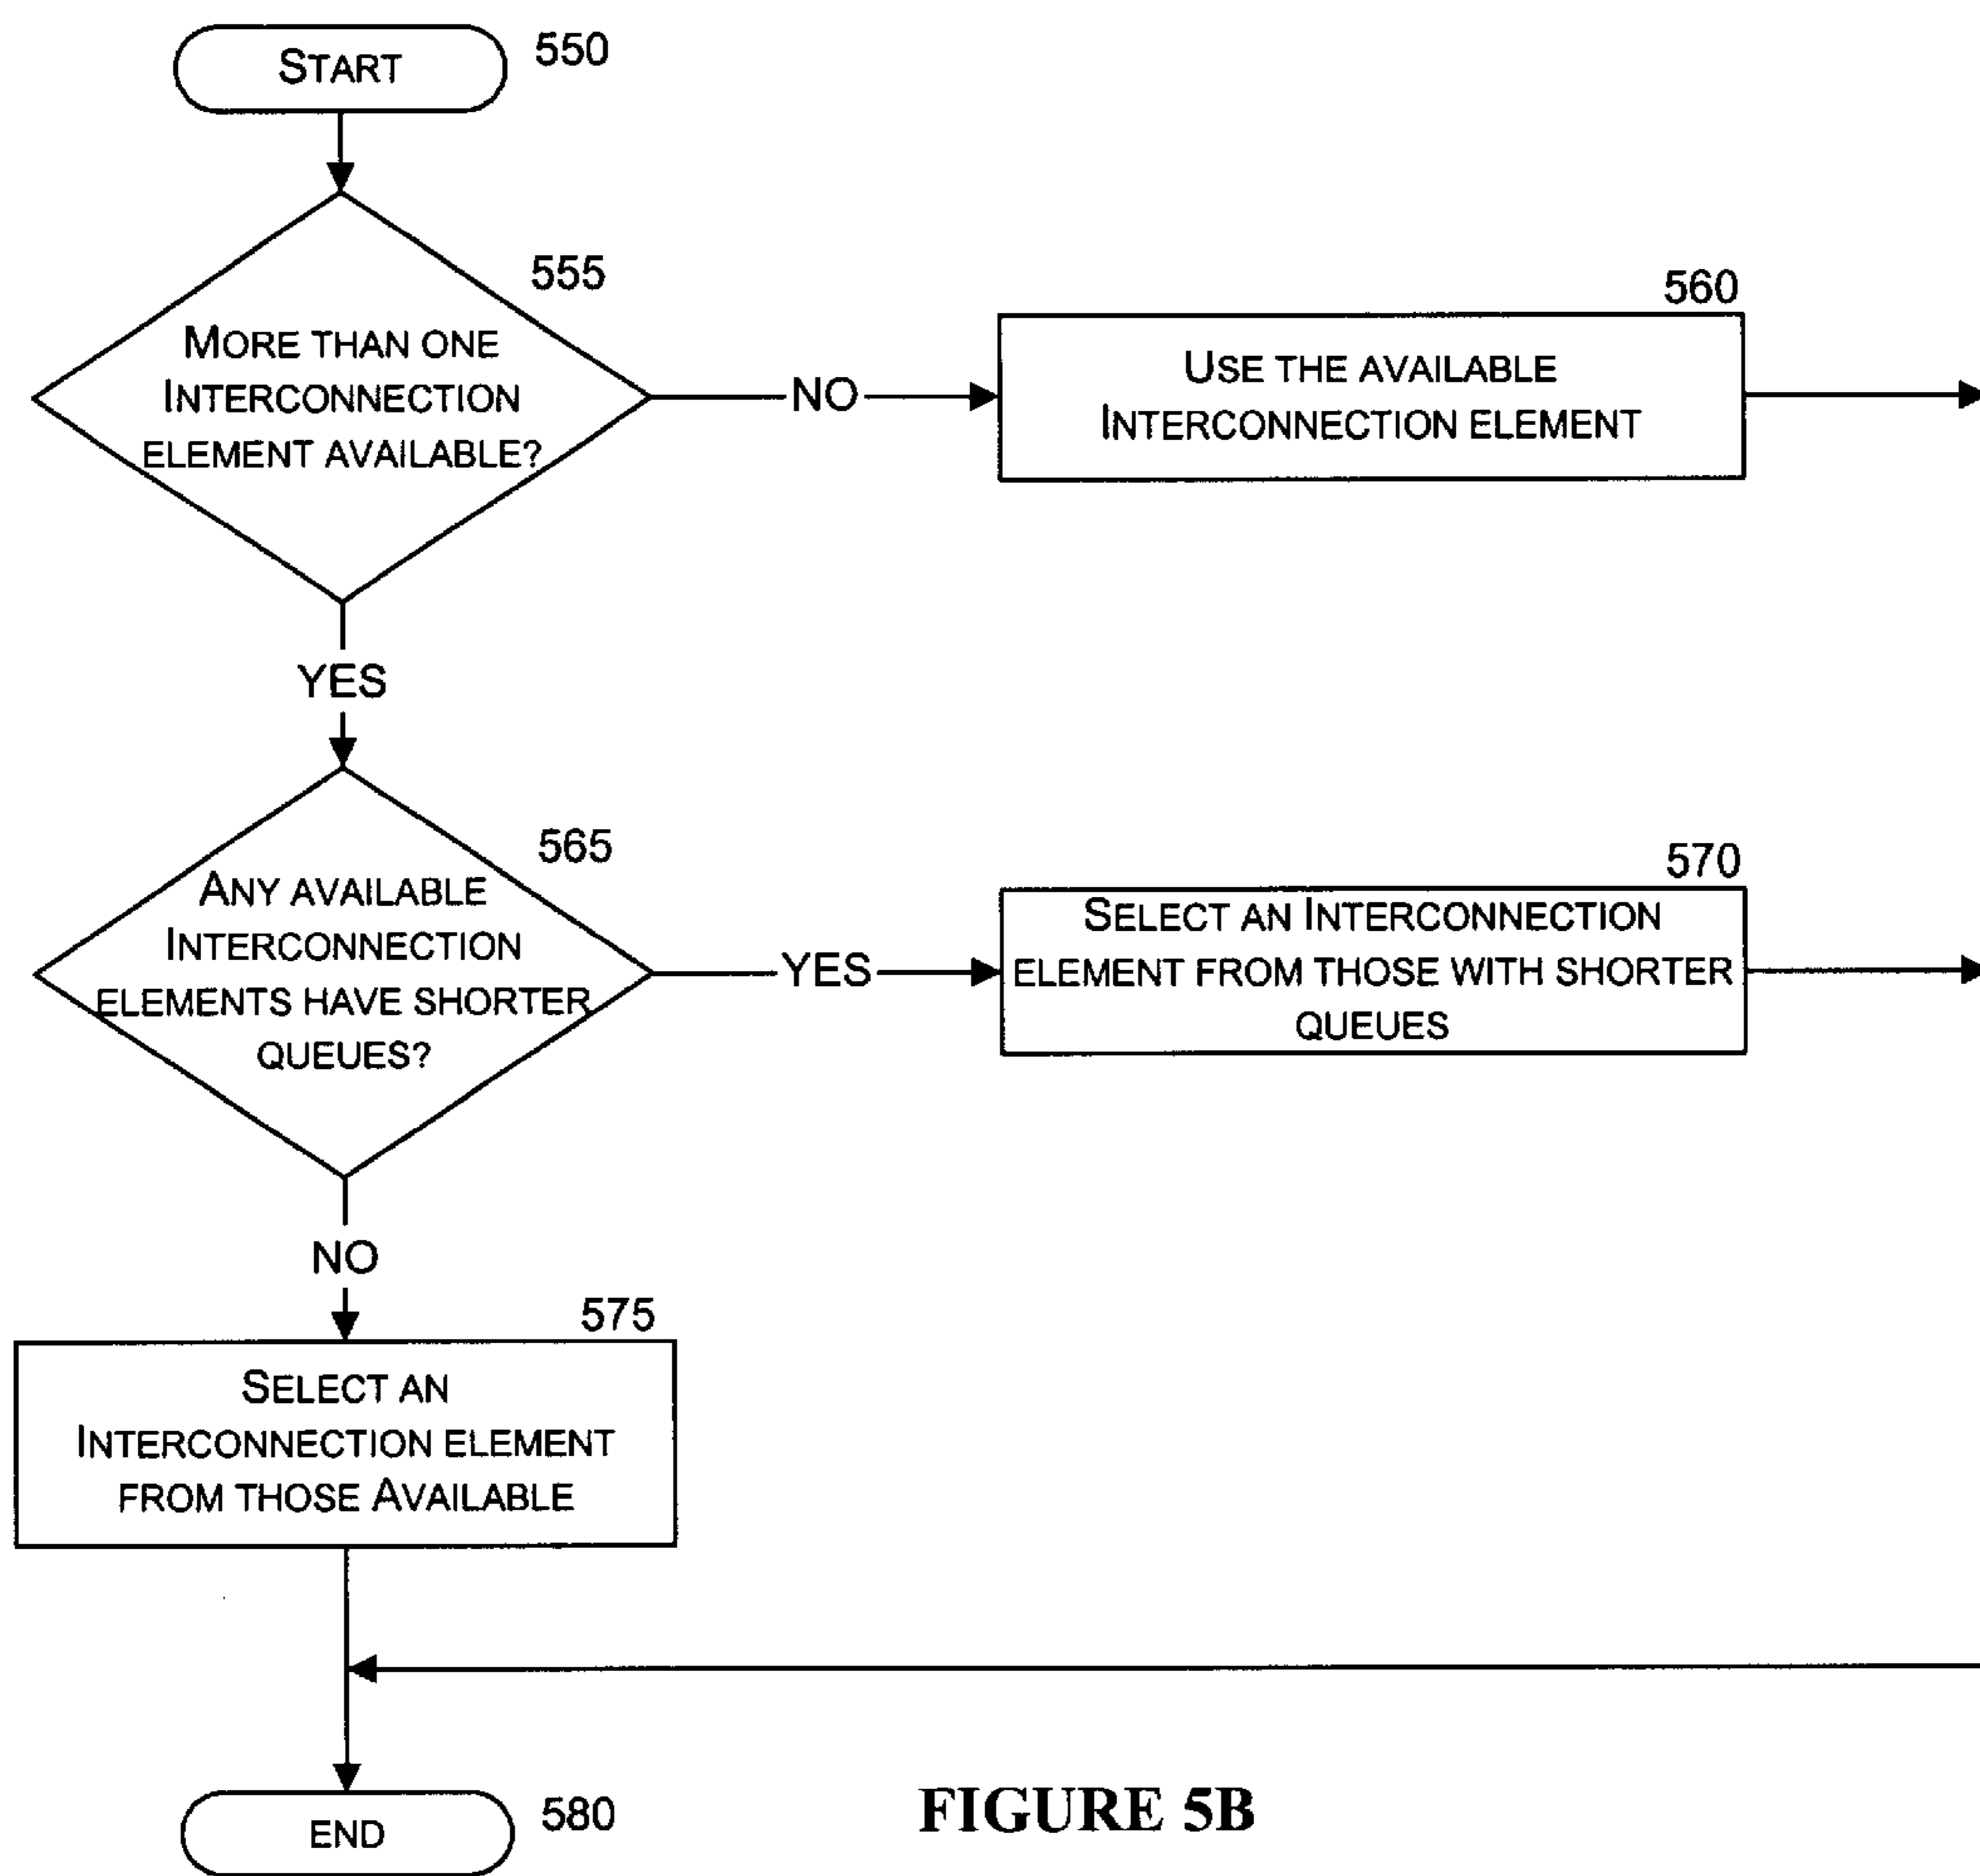 START
550
555
MORE THAN ONE
INTERCONNECTION
ELEMENT AVAILABLE?
NO
560
USE THE AVAILABLE
INTERCONNECTION ELEMENT
YES
565
ANY AVAILABLE
INTERCONNECTION
ELEMENTS HAVE SHORTER
QUEUES?
YES
570
SELECT AN INTERCONNECTION
ELEMENT FROM THOSE WITH SHORTER
QUEUES
NO
575
SELECT AN
INTERCONNECTION ELEMENT
FROM THOSE AVAILABLE
END
580
FIGURE 5B